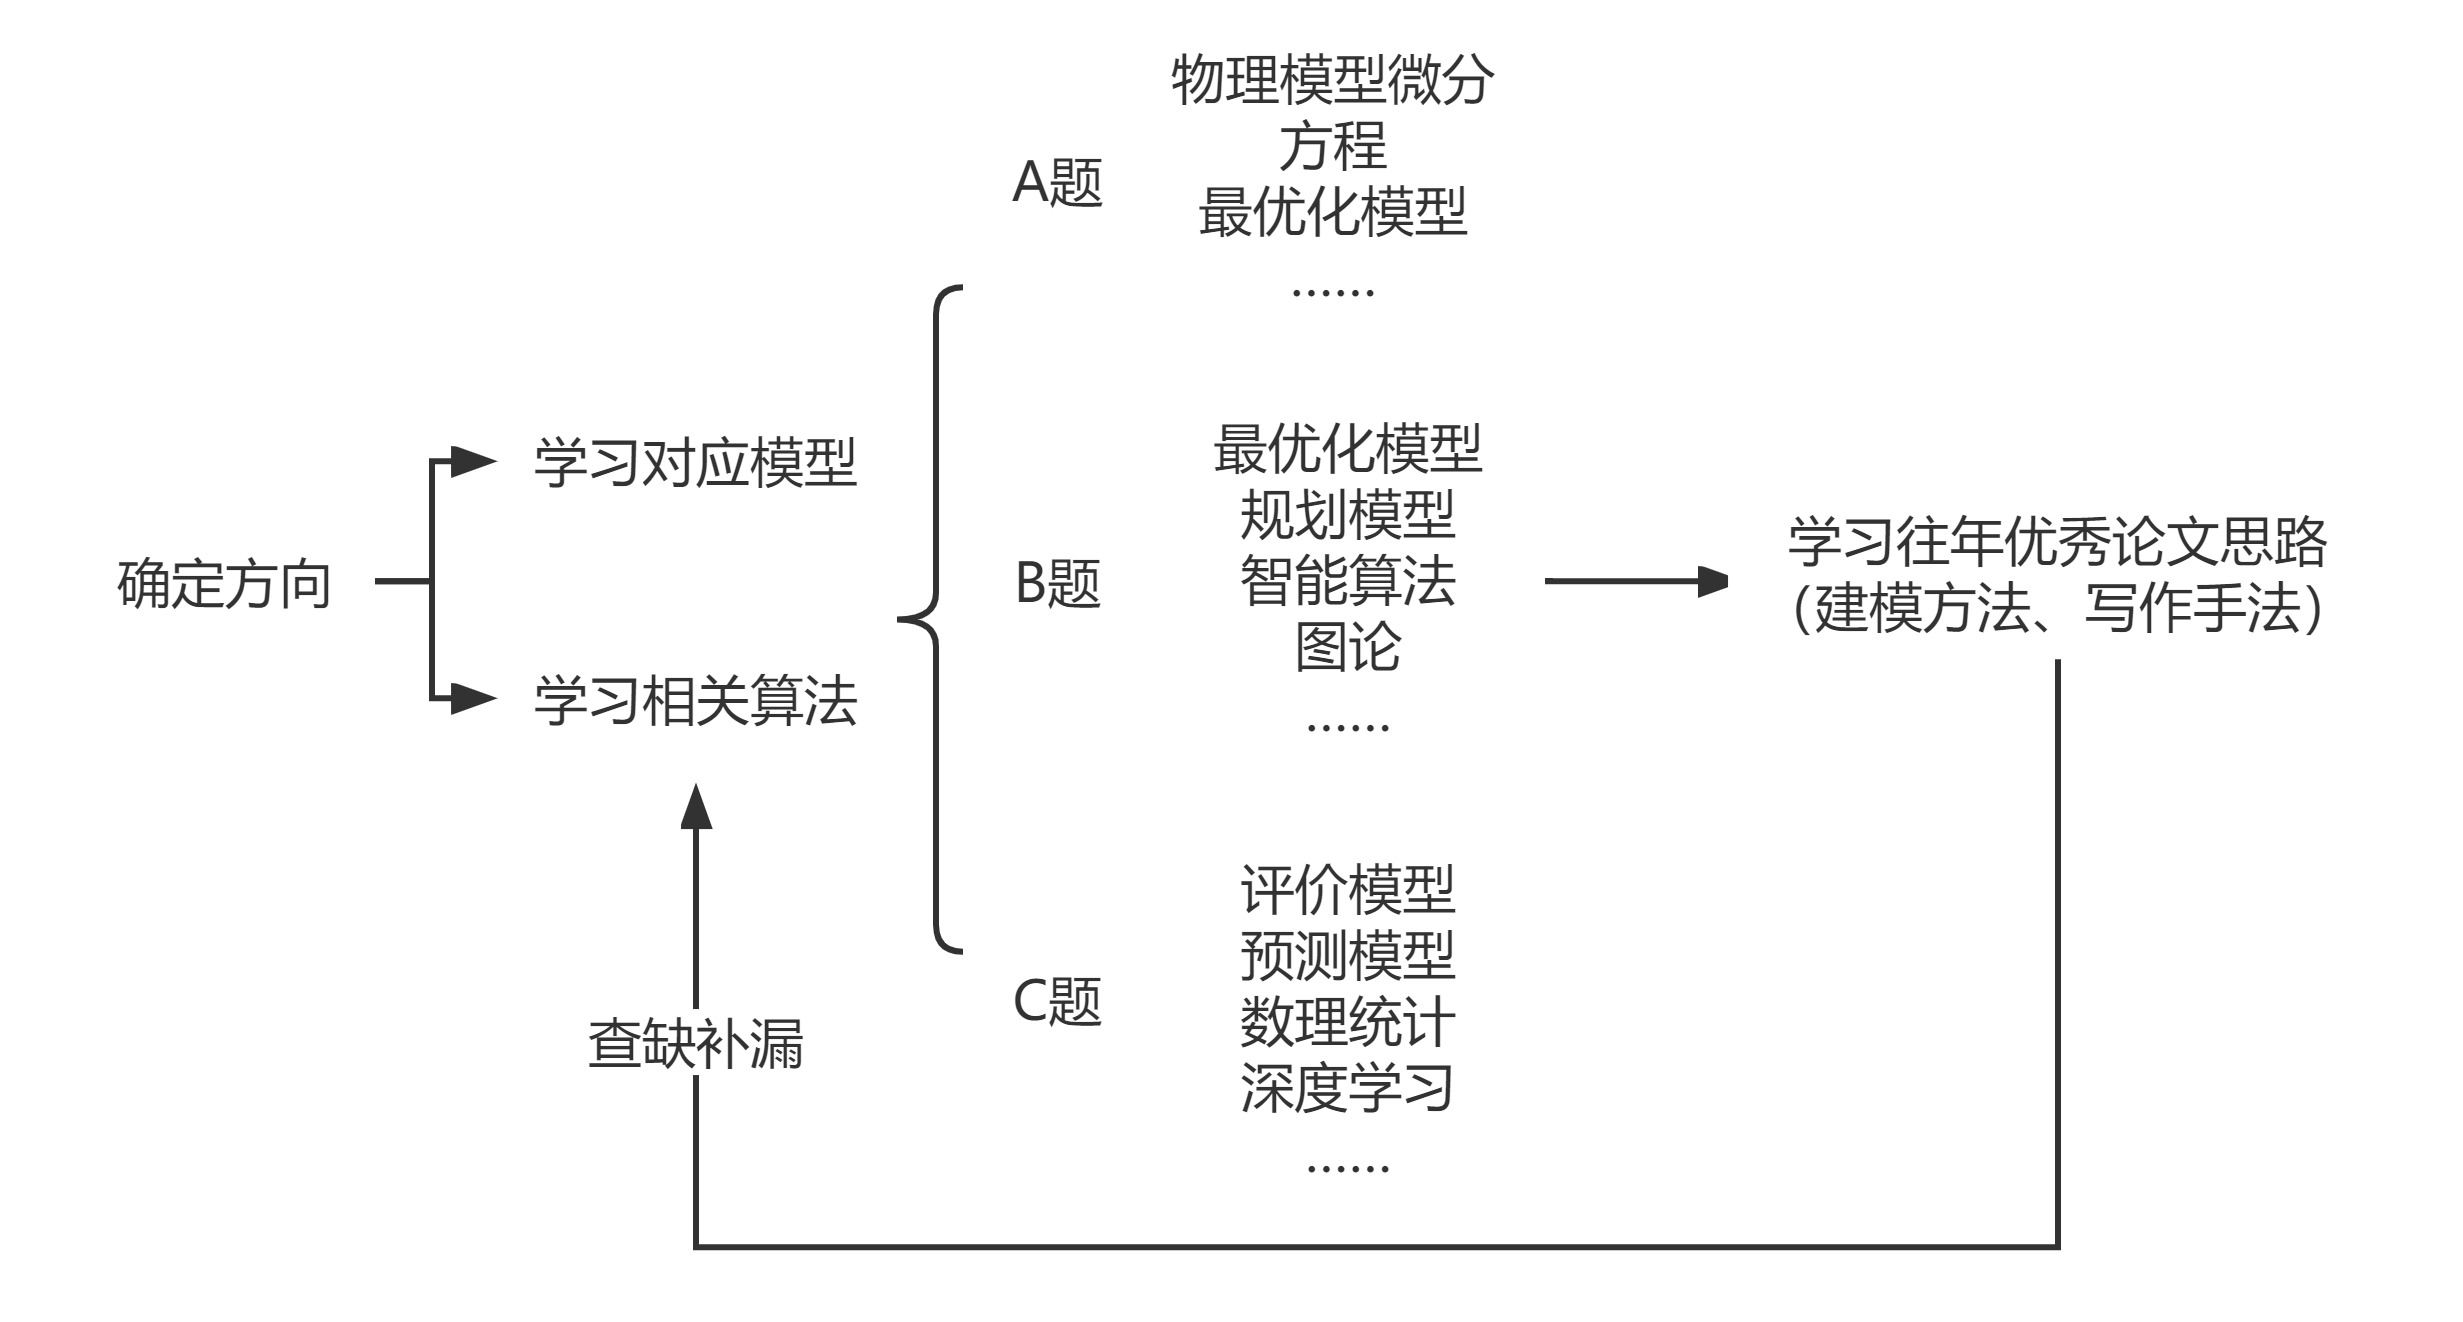 确定方向
学习对应模型
学习相关算法
查缺补漏
A题
物理模型微分
方程
最优化模型
......
B题
最优化模型
规划模型
智能算法
图论
......
C题
评价模型
预测模型
数理统计
深度学习
......
学习往年优秀论文思路
（建模方法、写作手法）